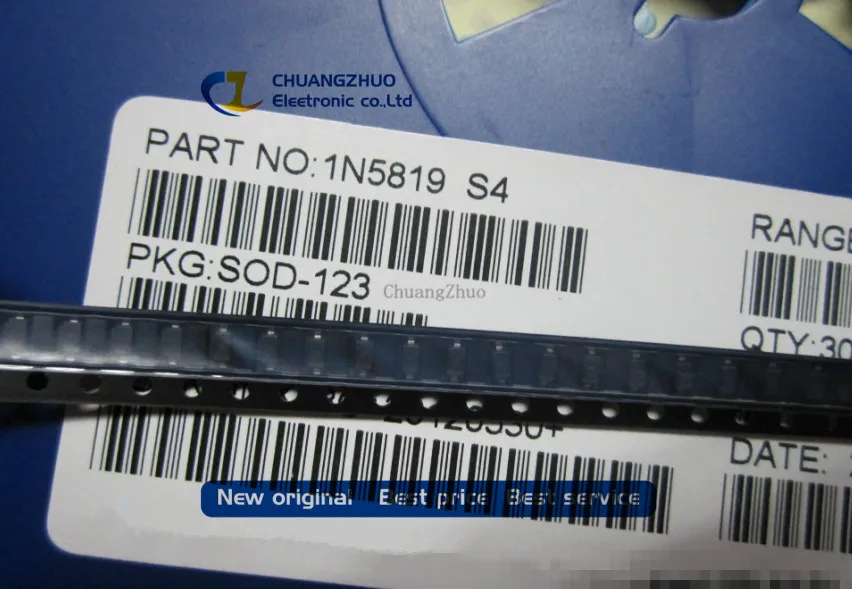 CHUANGZHUO
Eleetronic co.,Ltd
PART NO:1N5819 S4
RANGE
PKG:SOD-123
ChuangZhuo
QTY:30
DATE:
New original Best price Best service